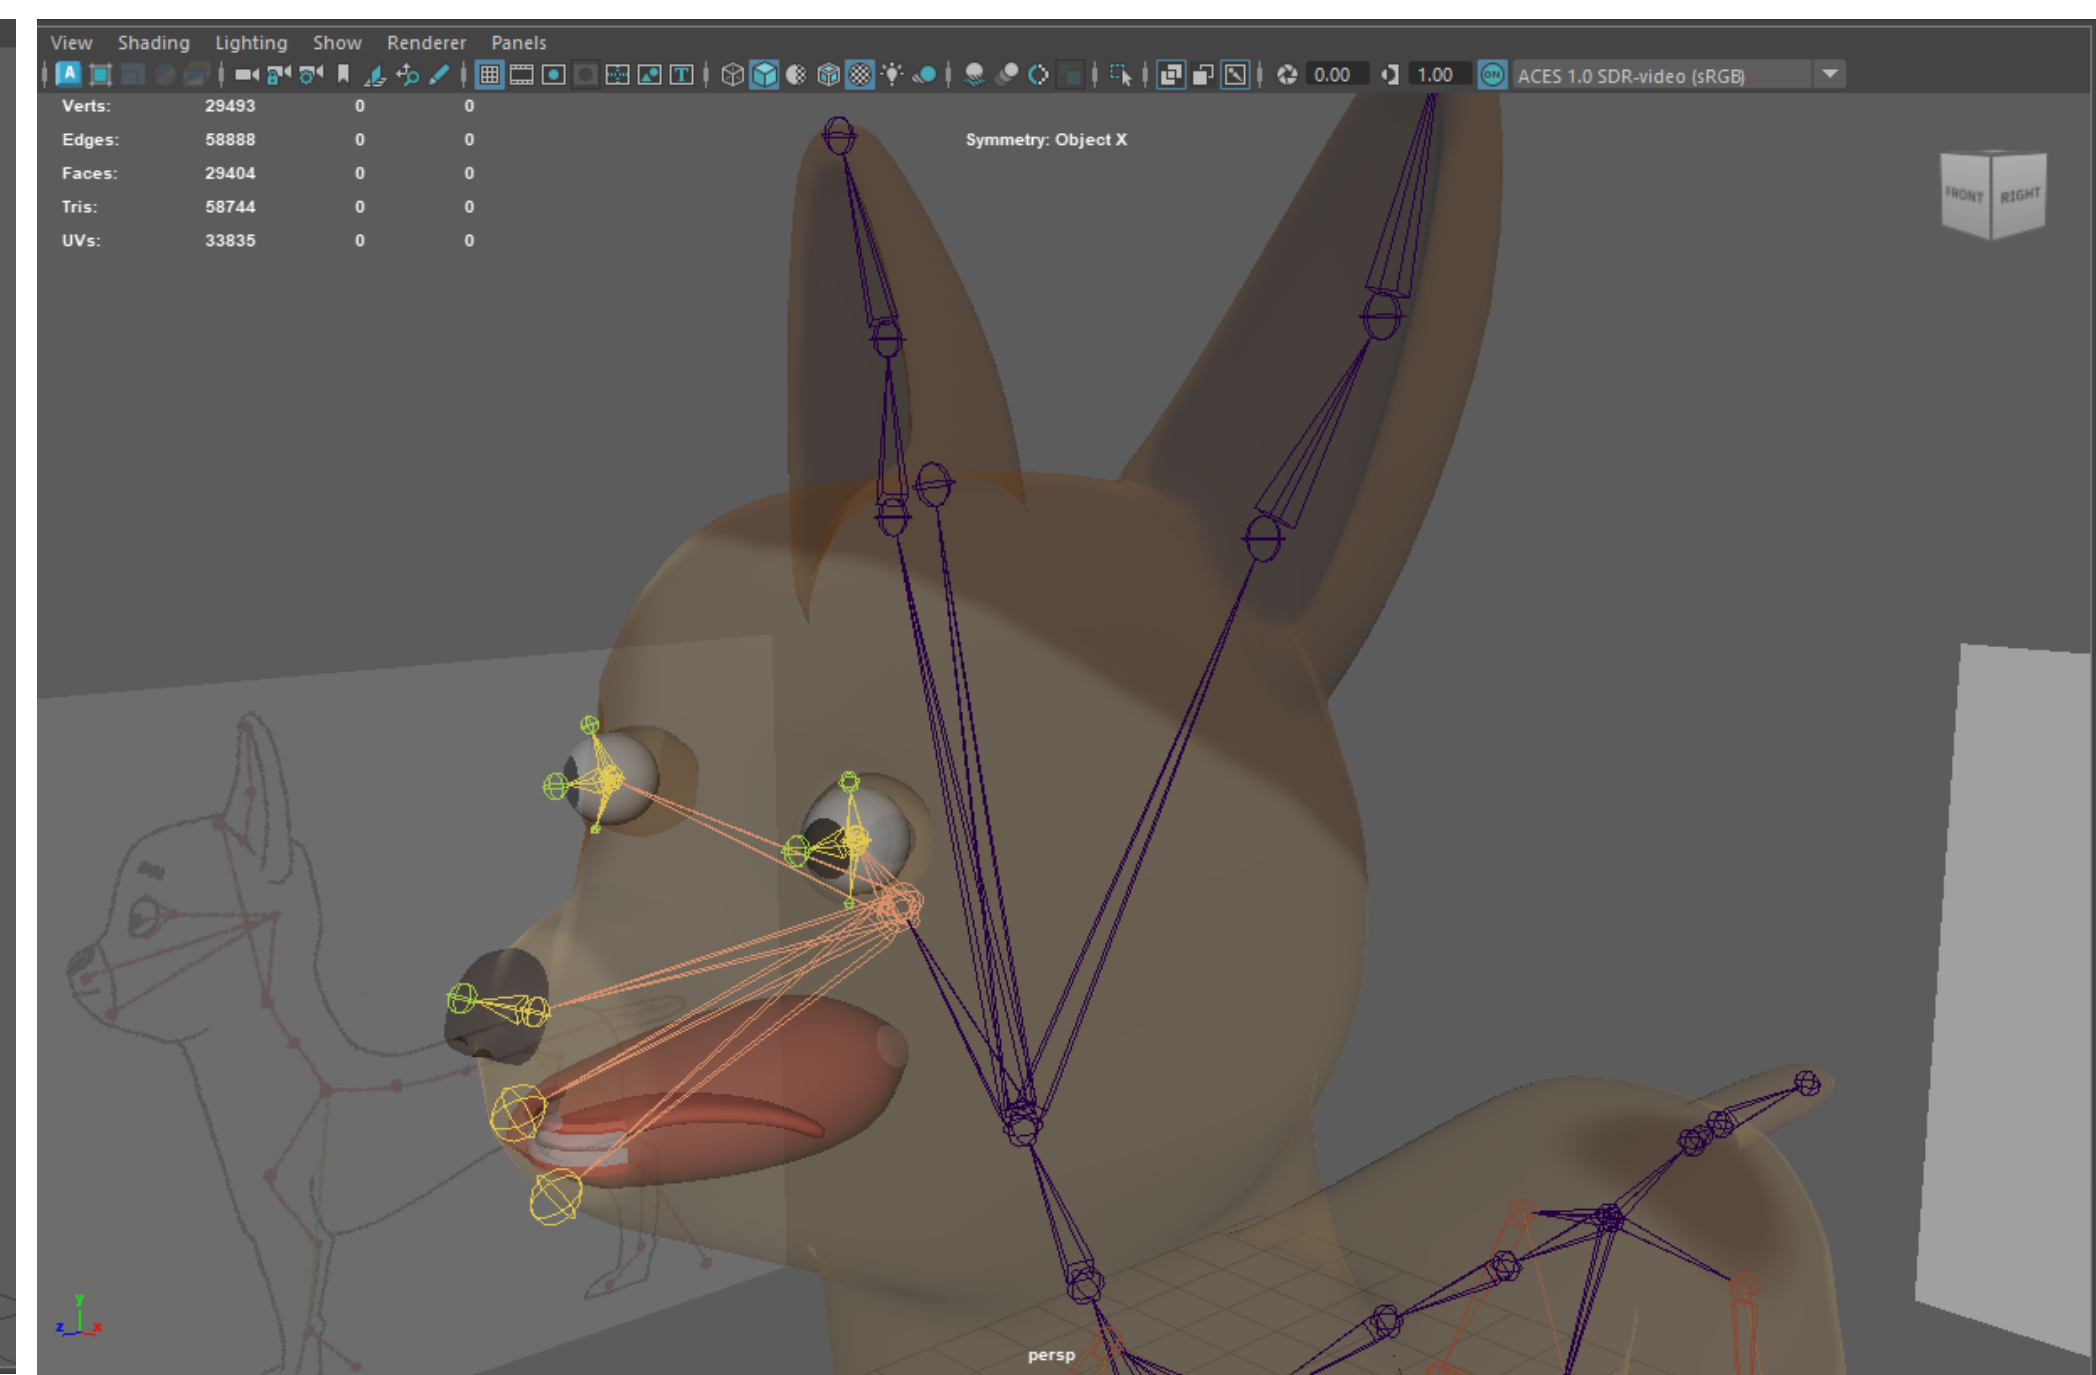 View Shading Lighting Show Renderer Panels
A T 0.00 1.00 ON ACES 1.0 SDR-video (sRGB)
Verts: 29493 0 0
Edges: 58888 0 0
Faces: 29404 0 0
Tris: 58744 0 0
UVs: 33835 0 0
Symmetry: Object X
FRONT RIGHT
y
z x
persp